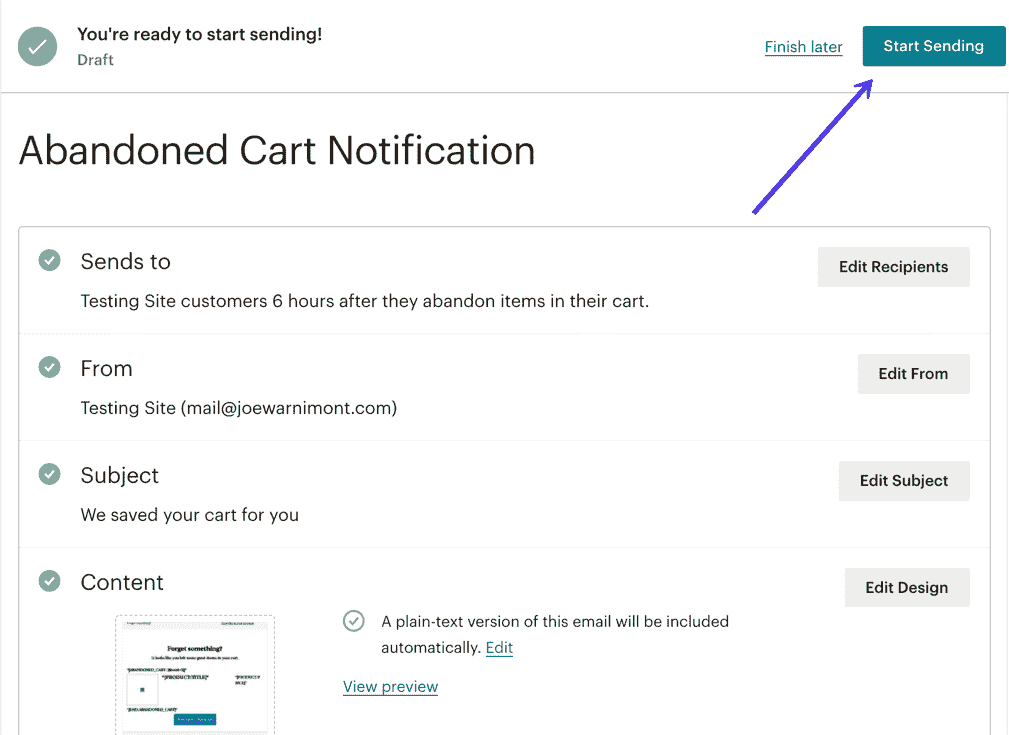 You're ready to start sending!
Draft
Finish later
Start Sending
Abandoned Cart Notification
Sends to
Edit Recipients
Testing Site customers 6 hours after they abandon items in their cart.
From
Edit From
Testing Site (mail@joewarnimont.com)
Subject
Edit Subject
We saved your cart for you
Content
Edit Design
A plain-text version of this email will be included
automatically. Edit
View preview
Forget something?